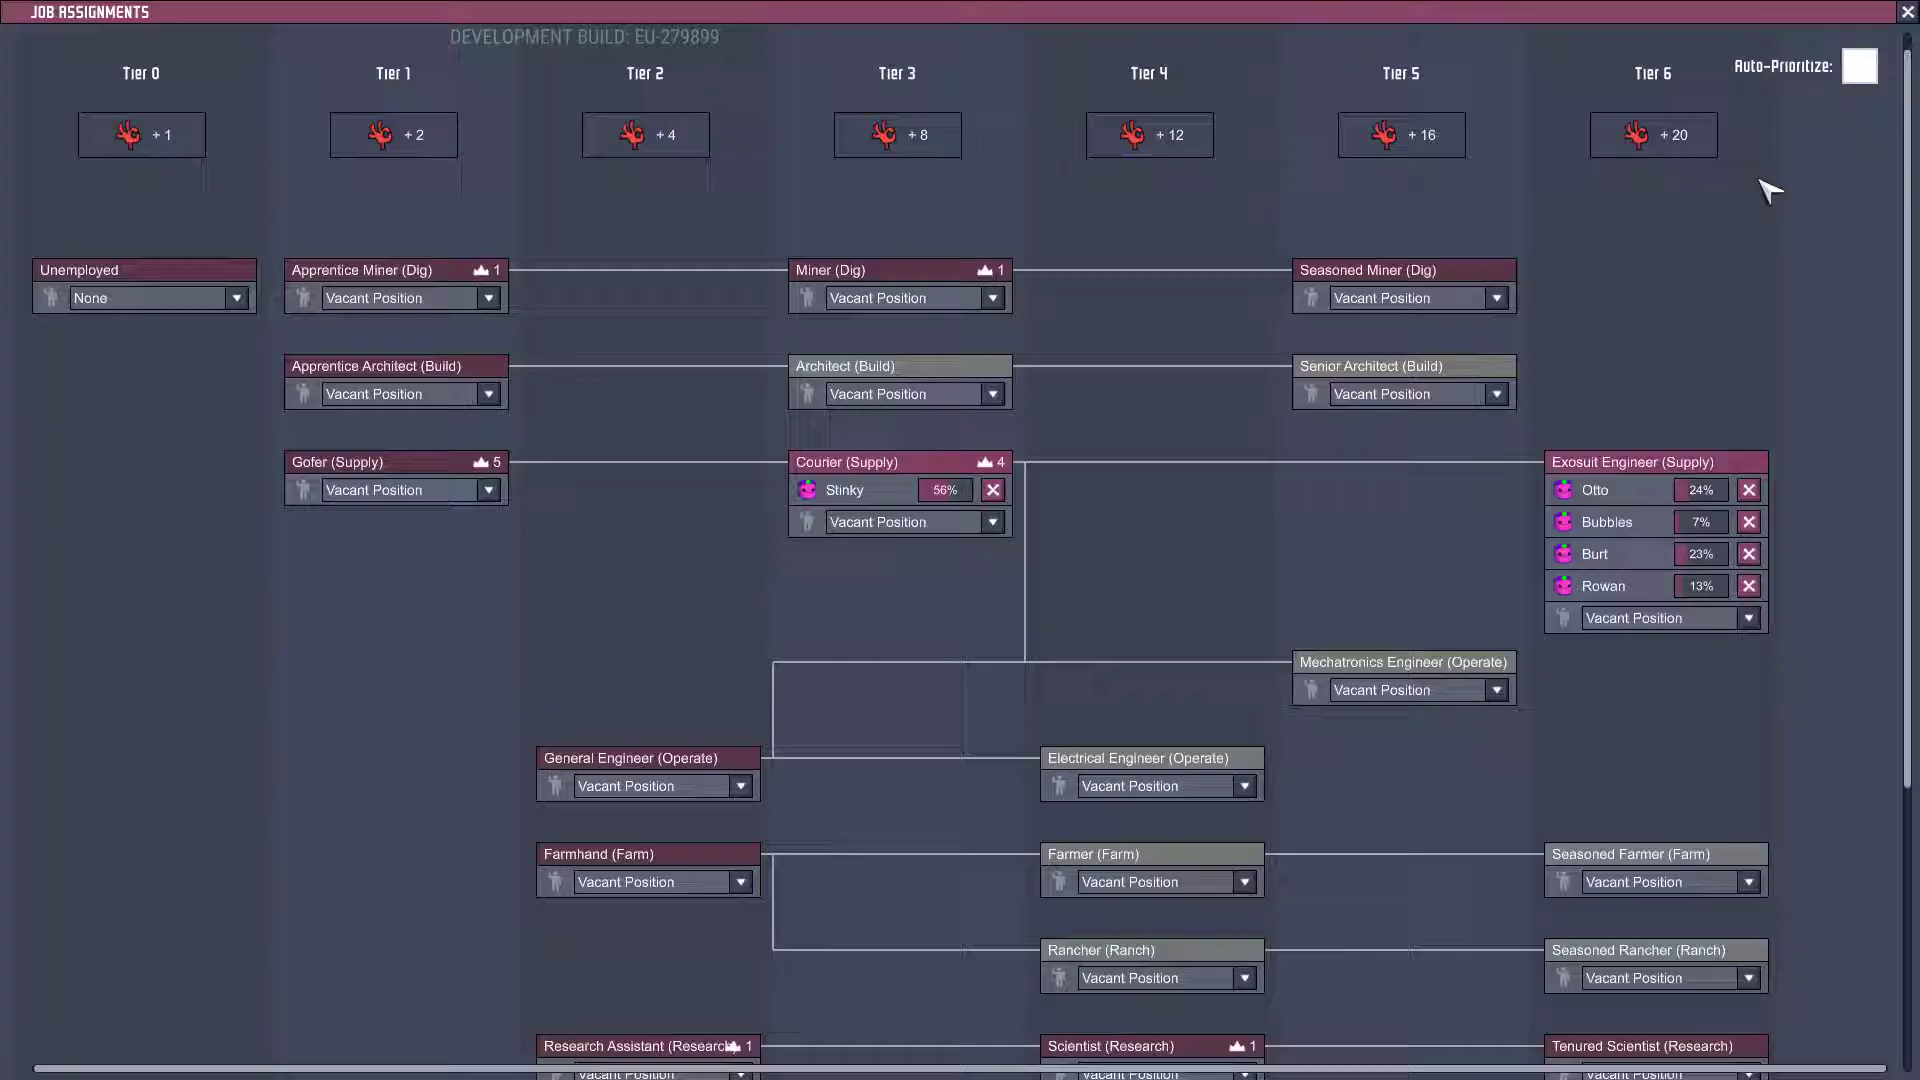 JOB ASSIGNMENTS
DEVELOPMENT BUILD: EU-279899
Tier 0
Tier 1
Tier 2
Tier 3
Tier 4
Tier 5
Tier 6
Auto-Prioritize:
+ 1
+ 2
+ 4
+ 8
+ 12
+ 16
+ 20
Unemployed
None
Apprentice Miner (Dig) 1
Vacant Position
Miner (Dig) 1
Vacant Position
Seasoned Miner (Dig)
Vacant Position
Apprentice Architect (Build)
Vacant Position
Architect (Build)
Vacant Position
Senior Architect (Build)
Vacant Position
Gofer (Supply) 5
Vacant Position
Courier (Supply) 4
Stinky 56%
Vacant Position
Exosuit Engineer (Supply)
Otto 24%
Bubbles 7%
Burt 23%
Rowan 13%
Vacant Position
Mechatronics Engineer (Operate)
Vacant Position
General Engineer (Operate)
Vacant Position
Electrical Engineer (Operate)
Vacant Position
Farmhand (Farm)
Vacant Position
Farmer (Farm)
Vacant Position
Seasoned Farmer (Farm)
Vacant Position
Rancher (Ranch)
Vacant Position
Seasoned Rancher (Ranch)
Vacant Position
Research Assistant (Research) 1
Vacant Position
Scientist (Research) 1
Vacant Position
Tenured Scientist (Research)
Vacant Position